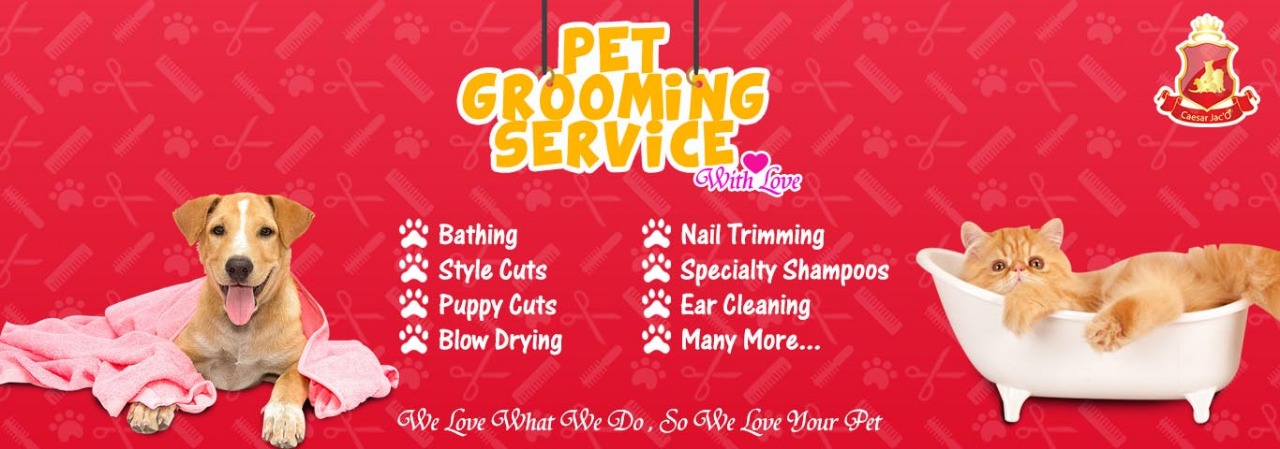 PET
GROOMiNG
SERViCE
With Love
Caesar Jac'O
Bathing
Style Cuts
Puppy Cuts
Blow Drying
Nail Trimming
Specialty Shampoos
Ear Cleaning
Many More...
We Love What We Do , So We Love Your Pet